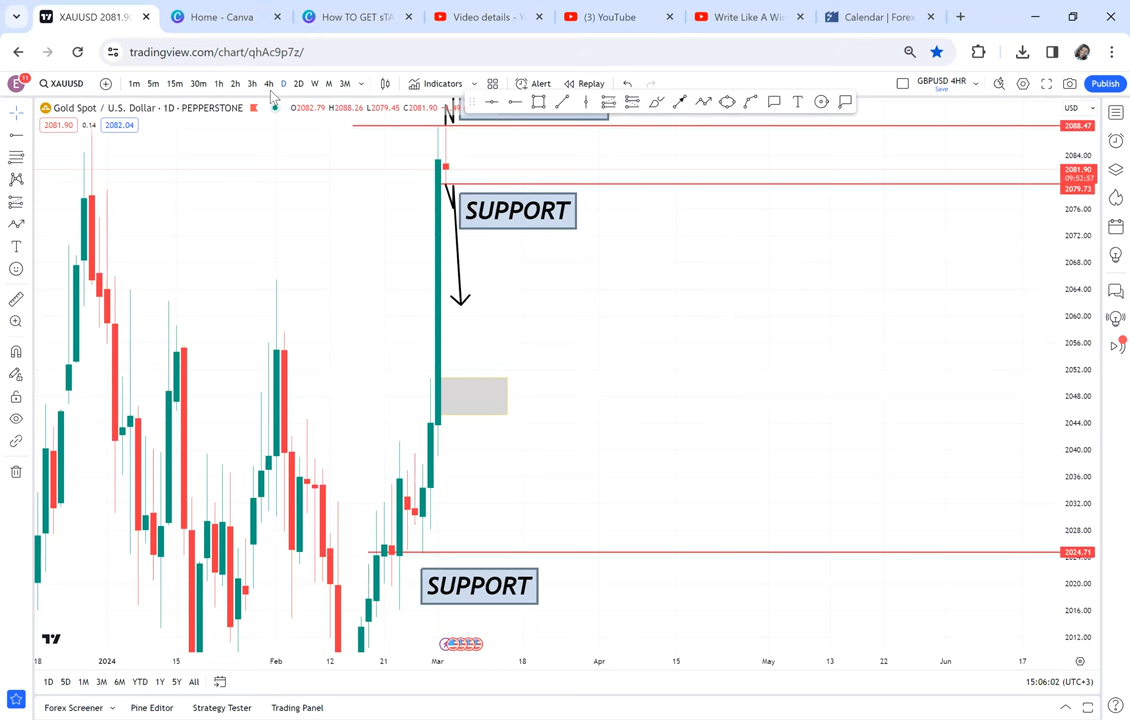 XAUUSD 2081.9
Home - Canva
How TO GET sTA
Video details - Y
(3) YouTube
Write Like A Win
Calendar | Forex
tradingview.com/chart/qhAc9p7z/
E
11
XAUUSD
1m
5m
15m
30m
1h
2h
3h
4h
D
2D
W
M
3M
Indicators
Alert
Replay
GBPUSD 4HR
Save
Publish
Gold Spot / U.S. Dollar · 1D · PEPPERSTONE
O2082.79 H2088.26 L2079.45 C2081.90
2081.90
0.14
2082.04
USD
SUPPORT
SUPPORT
2088.47
2084.00
2081.90
09:52:57
2079.73
2076.00
2072.00
2068.00
2064.00
2060.00
2056.00
2052.00
2048.00
2044.00
2040.00
2036.00
2032.00
2028.00
2024.71
2020.00
2016.00
2012.00
18
2024
15
Feb
12
21
Mar
18
Apr
15
May
13
22
Jun
17
1D
5D
1M
3M
6M
YTD
1Y
5Y
All
15:06:02 (UTC+3)
Forex Screener
Pine Editor
Strategy Tester
Trading Panel